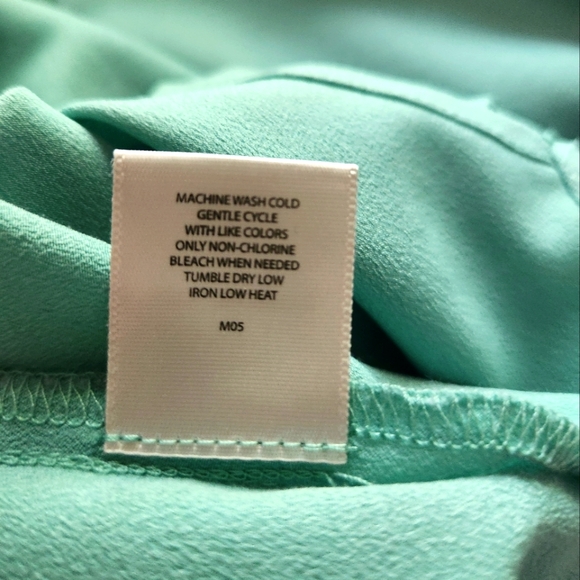 MACHINE WASH COLD
GENTLE CYCLE
WITH LIKE COLORS
ONLY NON-CHLORINE
BLEACH WHEN NEEDED
TUMBLE DRY LOW
IRON LOW HEAT
M05